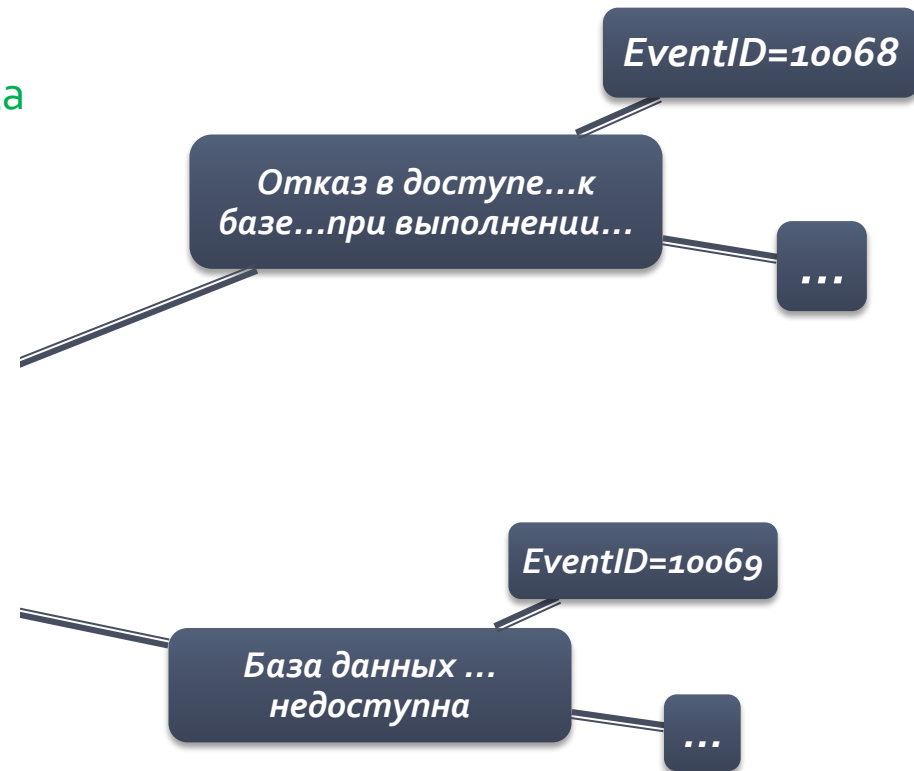 EventID=10068
а
Отказ в доступе...к
базе...при выполнении...
...
EventID=10069
База данных ...
недоступна
...